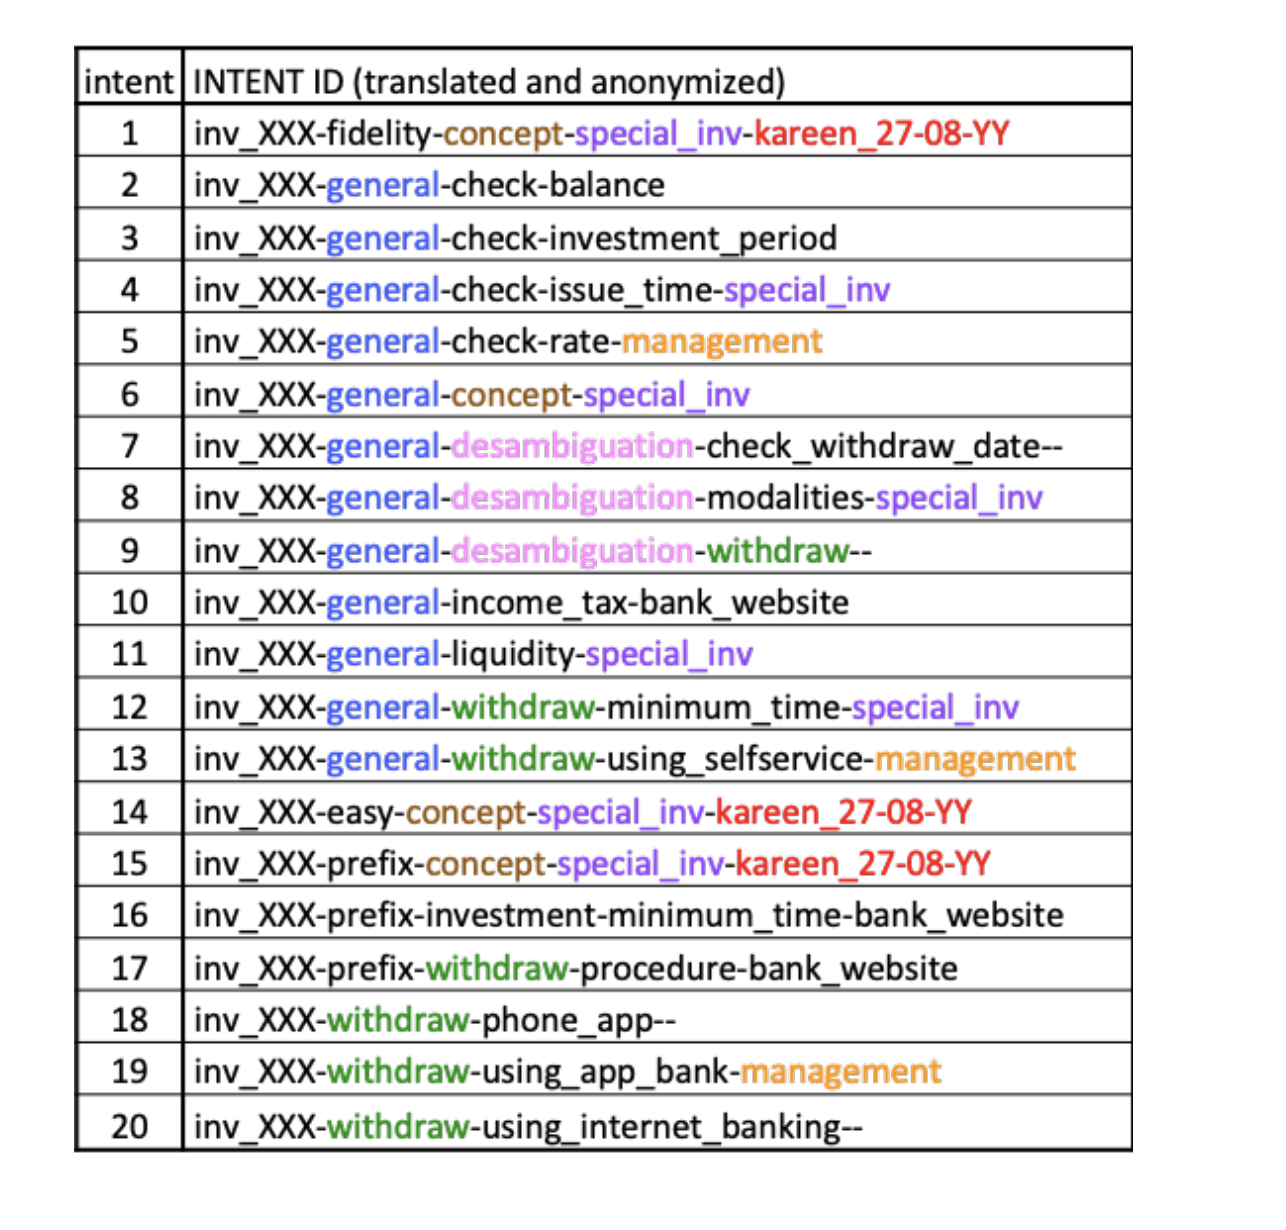 intent INTENT ID (translated and anonymized)
1 inv_XXX-fidelity-concept-special_inv-kareen_27-08-YY
2 inv_XXX-general-check-balance
3 inv_XXX-general-check-investment_period
4 inv_XXX-general-check-issue_time-special_inv
5 inv_XXX-general-check-rate-management
6 inv_XXX-general-concept-special_inv
7 inv_XXX-general-desambiguation-check_withdraw_date--
8 inv_XXX-general-desambiguation-modalities-special_inv
9 inv_XXX-general-desambiguation-withdraw--
10 inv_XXX-general-income_tax-bank_website
11 inv_XXX-general-liquidity-special_inv
12 inv_XXX-general-withdraw-minimum_time-special_inv
13 inv_XXX-general-withdraw-using_selfservice-management
14 inv_XXX-easy-concept-special_inv-kareen_27-08-YY
15 inv_XXX-prefix-concept-special_inv-kareen_27-08-YY
16 inv_XXX-prefix-investment-minimum_time-bank_website
17 inv_XXX-prefix-withdraw-procedure-bank_website
18 inv_XXX-withdraw-phone_app--
19 inv_XXX-withdraw-using_app_bank-management
20 inv_XXX-withdraw-using_internet_banking--